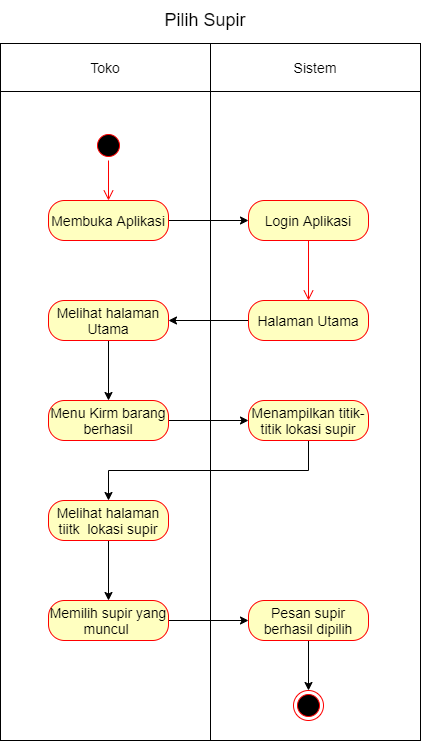 Pilih Supir
Toko
Sistem
Membuka Aplikasi
Login Aplikasi
Melihat halaman
Utama
Halaman Utama
Menu Kirm barang
berhasil
Menampilkan titik-
titik lokasi supir
Melihat halaman
tiitk lokasi supir
Memilih supir yang
muncul
Pesan supir
berhasil dipilih